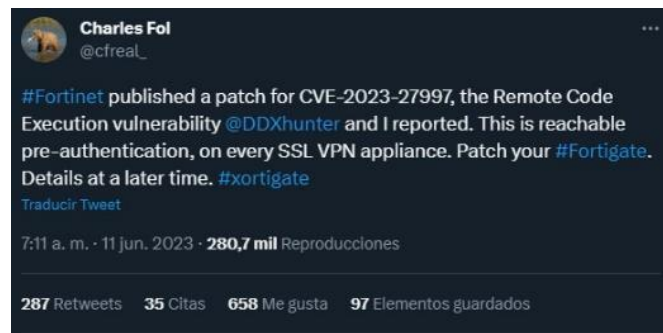 Charles Fol
@cfreal_
#Fortinet published a patch for CVE-2023-27997, the Remote Code
Execution vulnerability @DDXhunter and I reported. This is reachable
pre-authentication, on every SSL VPN appliance. Patch your #Fortigate.
Details at a later time. #xortigate
Traducir Tweet
7:11 a. m. · 11 jun. 2023 · 280,7 mil Reproducciones
287 Retweets 35 Citas 658 Me gusta 97 Elementos guardados